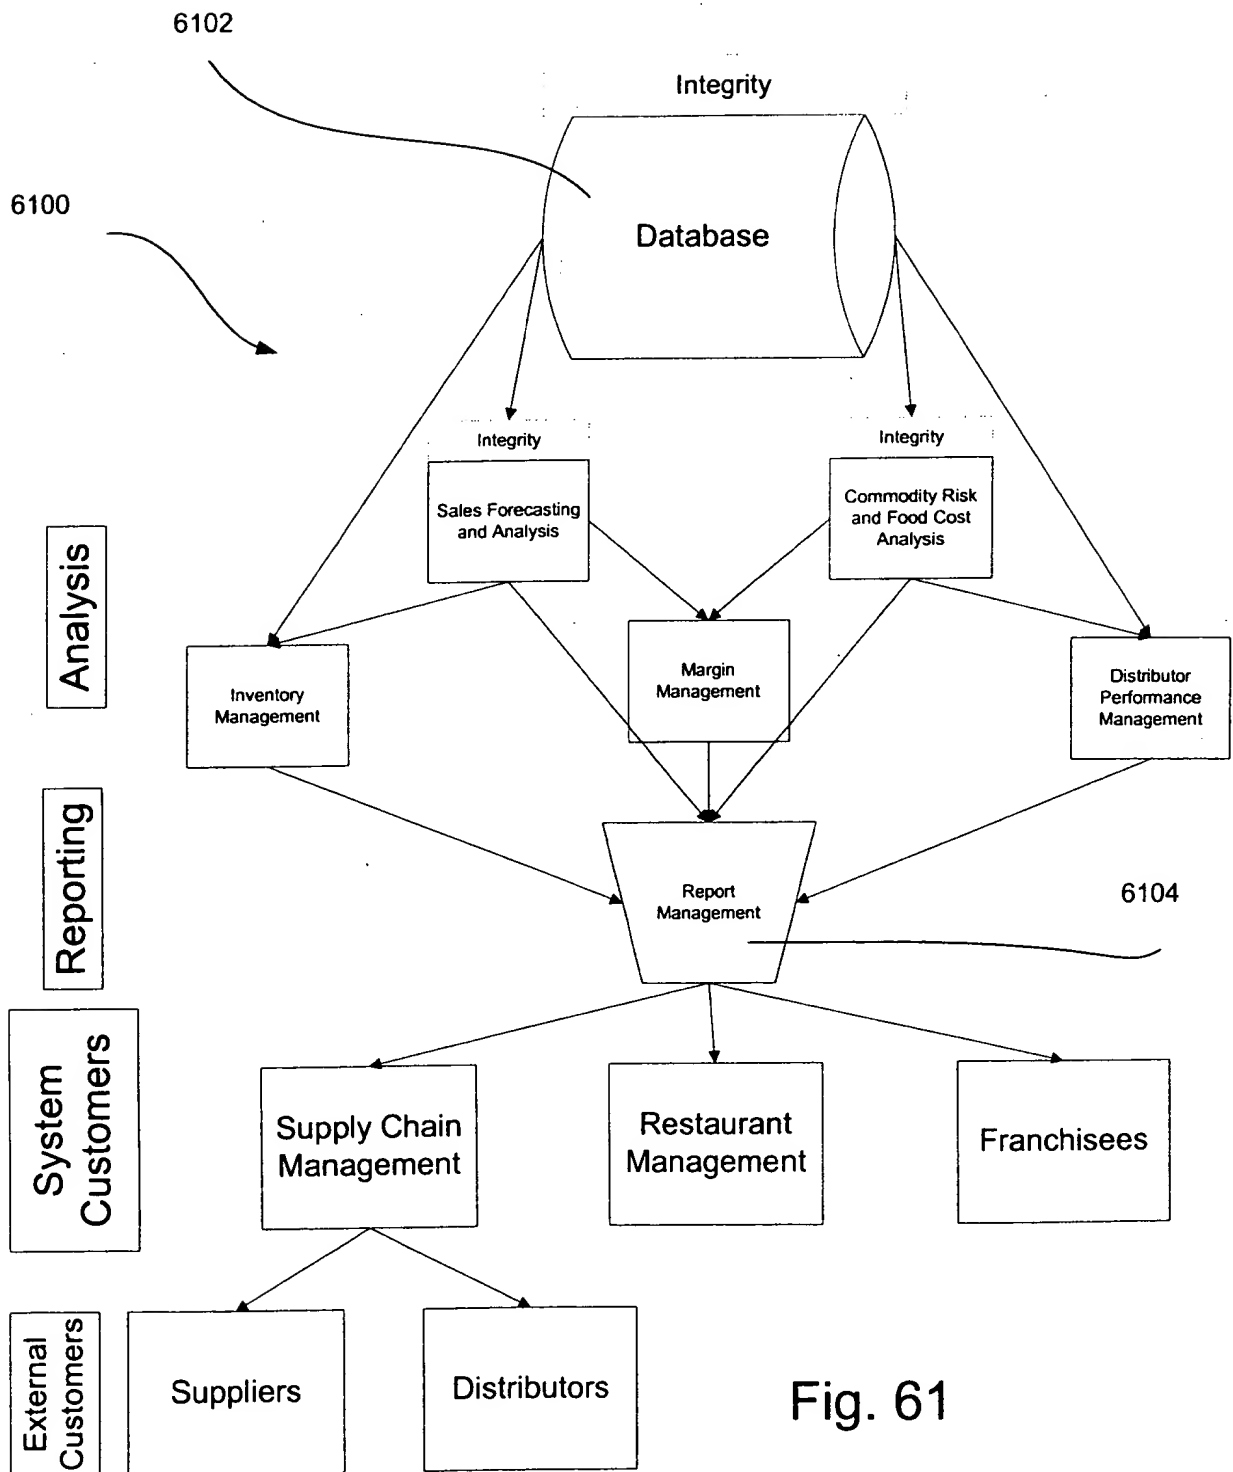 6102
Integrity
6100
Database
Integrity
Integrity
Sales Forecasting
and Analysis
Commodity Risk
and Food Cost
Analysis
Analysis
Inventory
Management
Margin
Management
Distributor
Performance
Management
Reporting
Report
Management
6104
System
Customers
Supply Chain
Management
Restaurant
Management
Franchisees
External
Customers
Suppliers
Distributors
Fig. 61